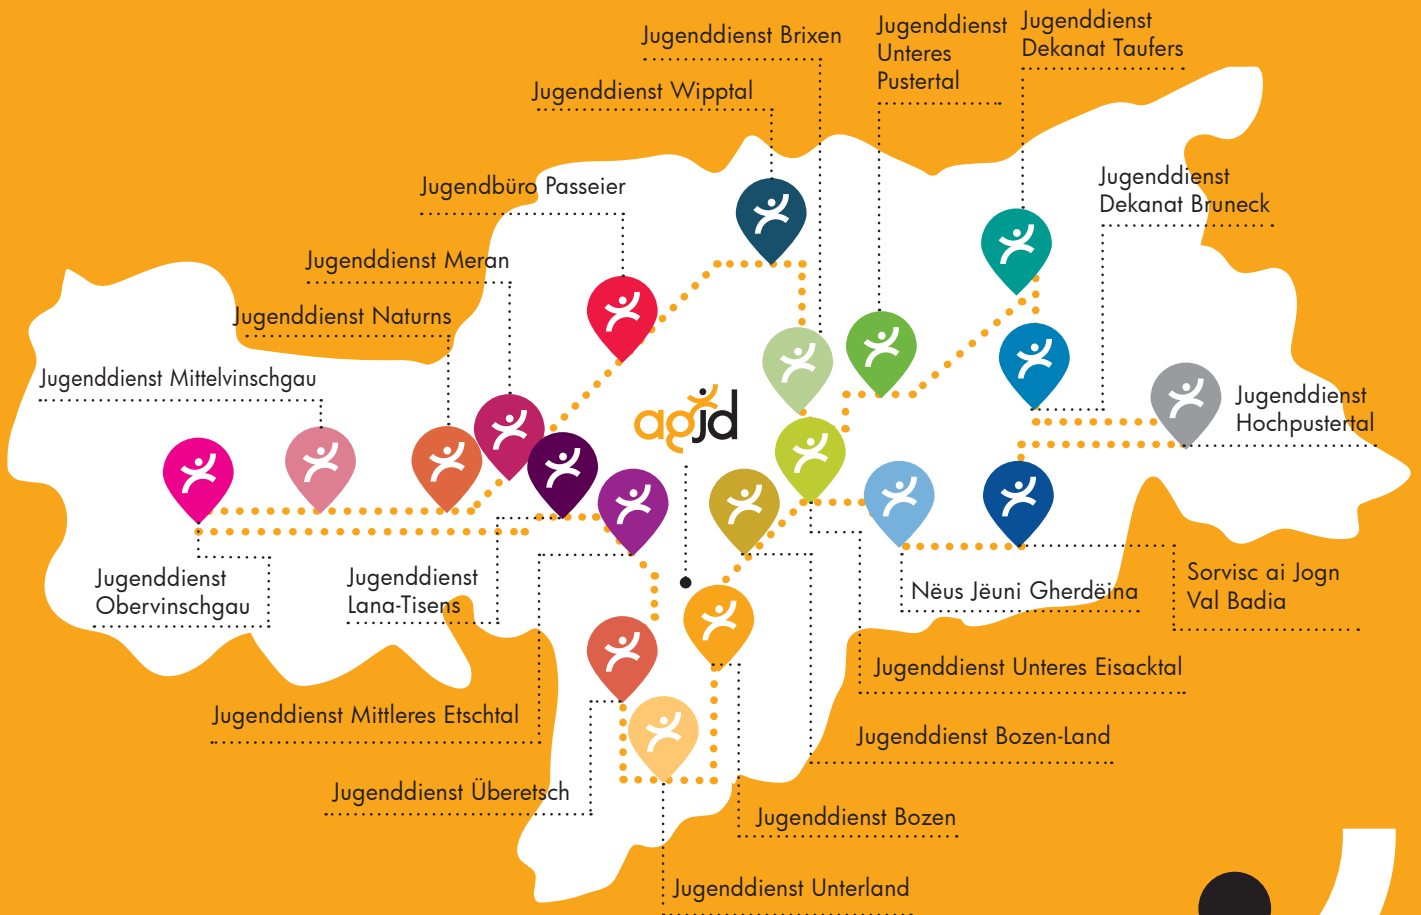 Jugenddienst Brixen
Jugenddienst
Unteres
Pustertal
Jugenddienst
Dekanat Taufers
Jugenddienst Wipptal
Jugendbüro Passeier
Jugenddienst
Dekanat Bruneck
Jugenddienst Meran
Jugenddienst Naturns
Jugenddienst Mittelvinschgau
agjd
Jugenddienst
Hochpustertal
Jugenddienst
Obervinschgau
Jugenddienst
Lana-Tisens
Nëus Jëuni Gherdëina
Sorvisc ai Jogn
Val Badia
Jugenddienst Unteres Eisacktal
Jugenddienst Mittleres Etschtal
Jugenddienst Bozen-Land
Jugenddienst Überetsch
Jugenddienst Bozen
Jugenddienst Unterland